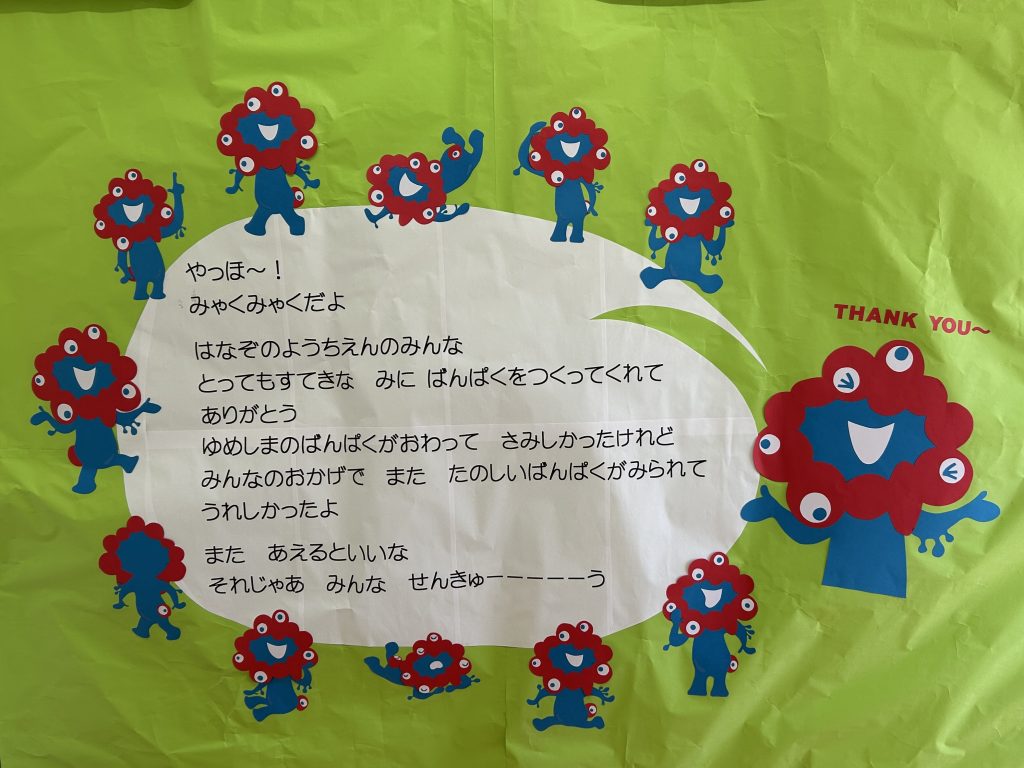 やっほ～！
みゃくみゃくだよ
はなぞのようちえんのみんな
とってもすてきな　みに ばんぱくをつくってくれて
ありがとう
ゆめしまのばんぱくがおわって　さみしかったけれど
みんなのおかげで　また　たのしいばんぱくがみられて
うれしかったよ
また　あえるといいな
それじゃあ　みんな　せんきゅーーーーーう
THANK YOU～